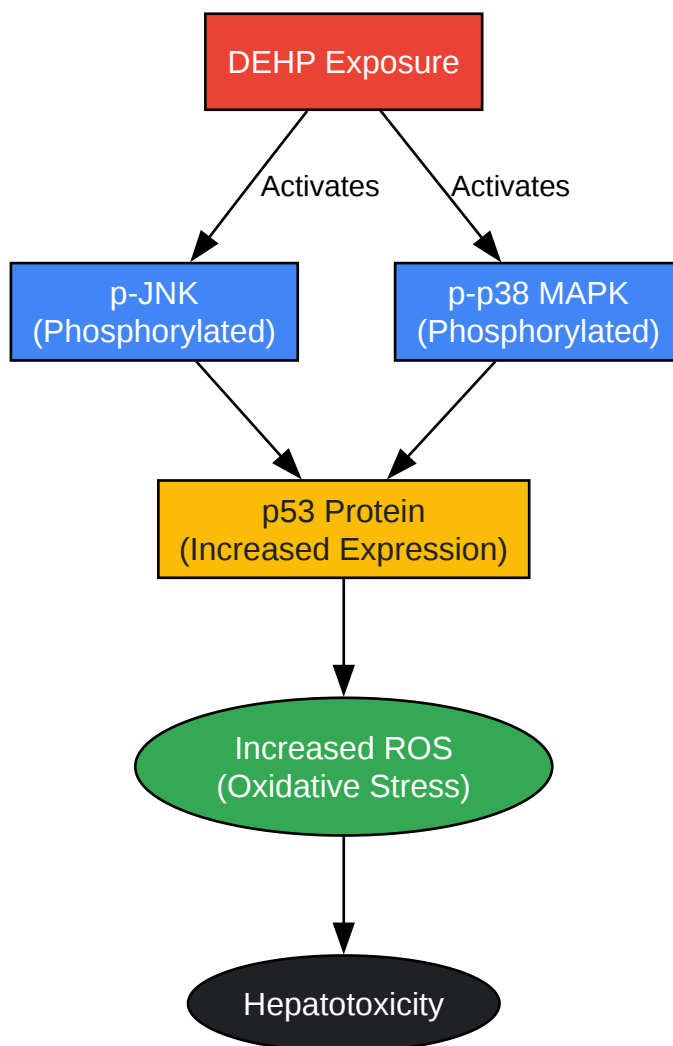 DEHP Exposure
Activates
Activates
p-JNK
(Phosphorylated)
p-p38 MAPK
(Phosphorylated)
p53 Protein
(Increased Expression)
Increased ROS
(Oxidative Stress)
Hepatotoxicity